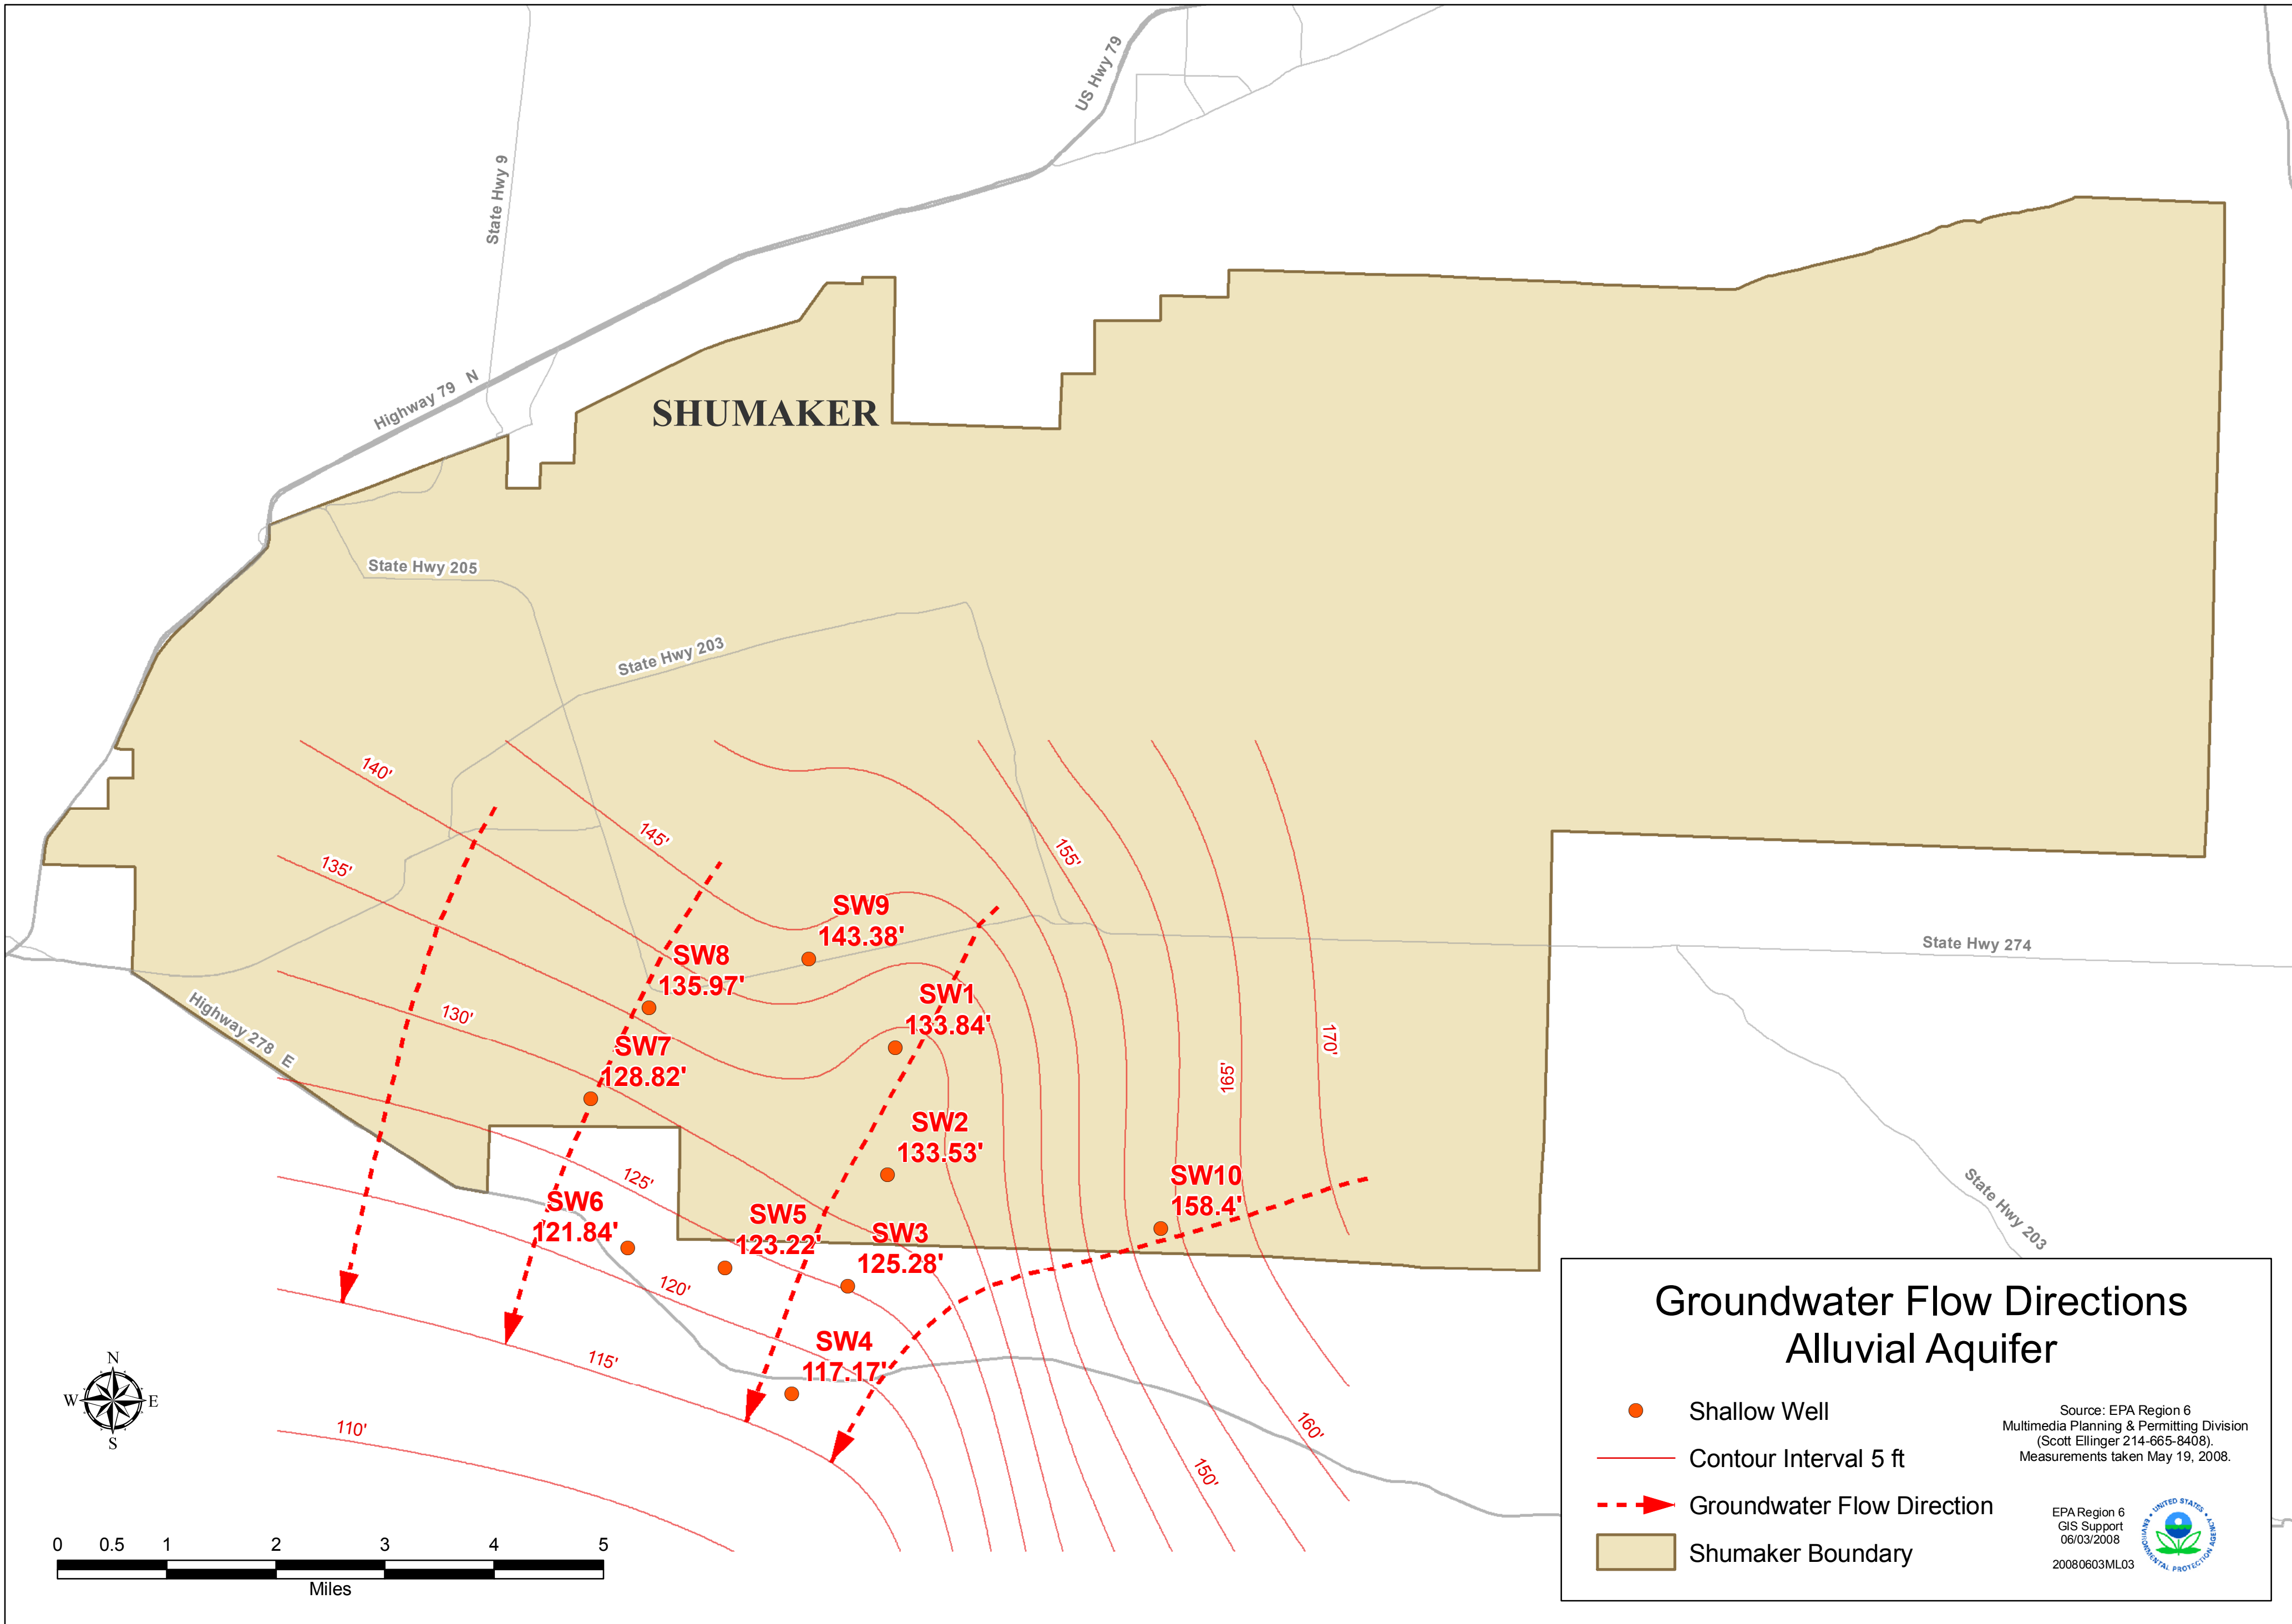 US Hwy 79
State Hwy 9
Highway 79 N
SHUMAKER
State Hwy 205
State Hwy 203
140'
145'
155'
135'
SW9
143.38'
State Hwy 274
SW8
135.97'
SW1
133.84'
130'
Highway 278 E
170'
SW7
128.82'
165'
SW2
133.53'
125'
SW10
158.4'
State Hwy 203
SW6
121.84'
SW5
123.22'
SW3
125.28'
120'
SW4
117.17'
115'
110'
160'
150'
N
W
E
S
0 0.5 1 2 3 4 5
Miles
Groundwater Flow Directions
Alluvial Aquifer
Shallow Well
Contour Interval 5 ft
Groundwater Flow Direction
Shumaker Boundary
Source: EPA Region 6
Multimedia Planning & Permitting Division
(Scott Ellinger 214-665-8408).
Measurements taken May 19, 2008.
EPA Region 6
GIS Support
06/03/2008
20080603ML03
UNITED STATES
ENVIRONMENTAL PROTECTION AGENCY